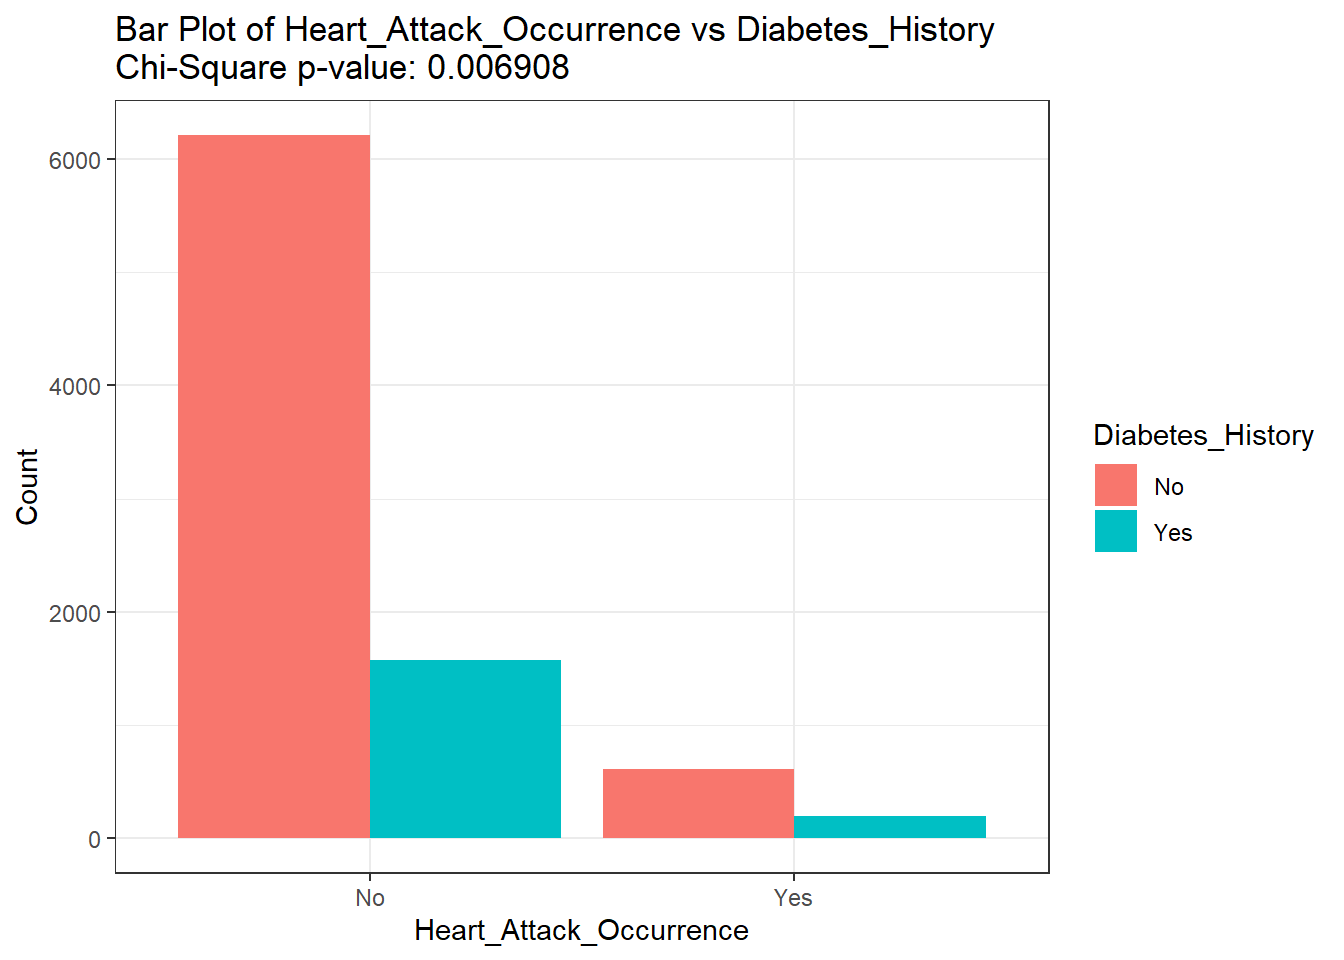 Bar Plot of Heart_Attack_Occurrence vs Diabetes_History
Chi-Square p-value: 0.006908
6000
4000
2000
0
Count
No
Yes
Heart_Attack_Occurrence
Diabetes_History
No
Yes